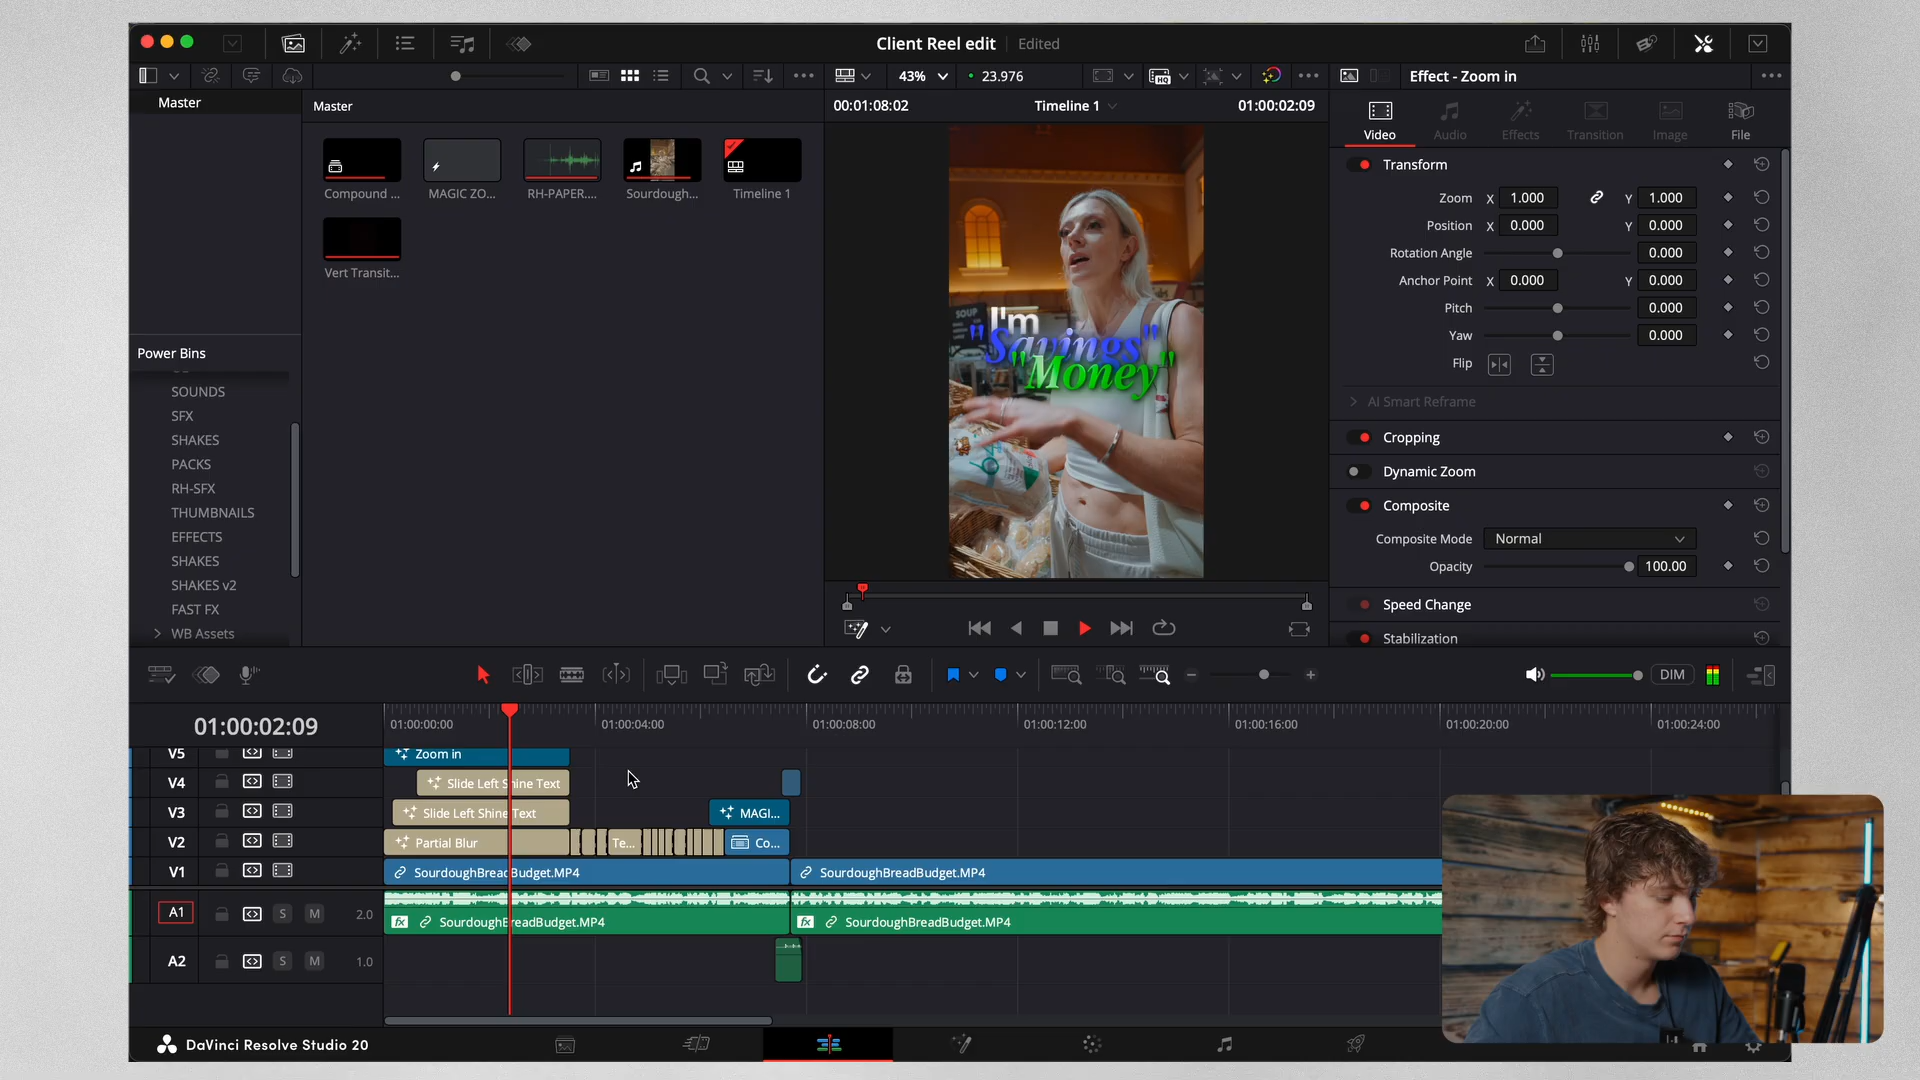 Client Reel edit
Edited
43%
23.976
Effect - Zoom in
Master
Master
00:01:08:02
Timeline 1
01:00:02:09
Video
Audio
Effects
Transition
Image
File
Compound ...
MAGIC ZO...
RH-PAPER....
Sourdough...
Timeline 1
Vert Transit...
Transform
Zoom X 1.000 Y 1.000
Position X 0.000 Y 0.000
Rotation Angle 0.000
Anchor Point X 0.000 Y 0.000
Pitch 0.000
Yaw 0.000
Flip
AI Smart Reframe
Cropping
Dynamic Zoom
Composite
Composite Mode Normal
Opacity 100.00
Speed Change
Stabilization
SOUP
I'm
"Savings"
"Money"
Power Bins
SOUNDS
SFX
SHAKES
PACKS
RH-SFX
THUMBNAILS
EFFECTS
SHAKES
SHAKES v2
FAST FX
WB Assets
DIM
01:00:02:09
01:00:00:00
01:00:04:00
01:00:08:00
01:00:12:00
01:00:16:00
01:00:20:00
01:00:24:00
V5
Zoom in
V4
Slide Left Shine Text
V3
Slide Left Shine Text
MAGI...
V2
Partial Blur
Te...
Co...
V1
SourdoughBreadBudget.MP4
SourdoughBreadBudget.MP4
A1
S
M
2.0
fx
SourdoughBreadBudget.MP4
fx
SourdoughBreadBudget.MP4
A2
S
M
1.0
DaVinci Resolve Studio 20